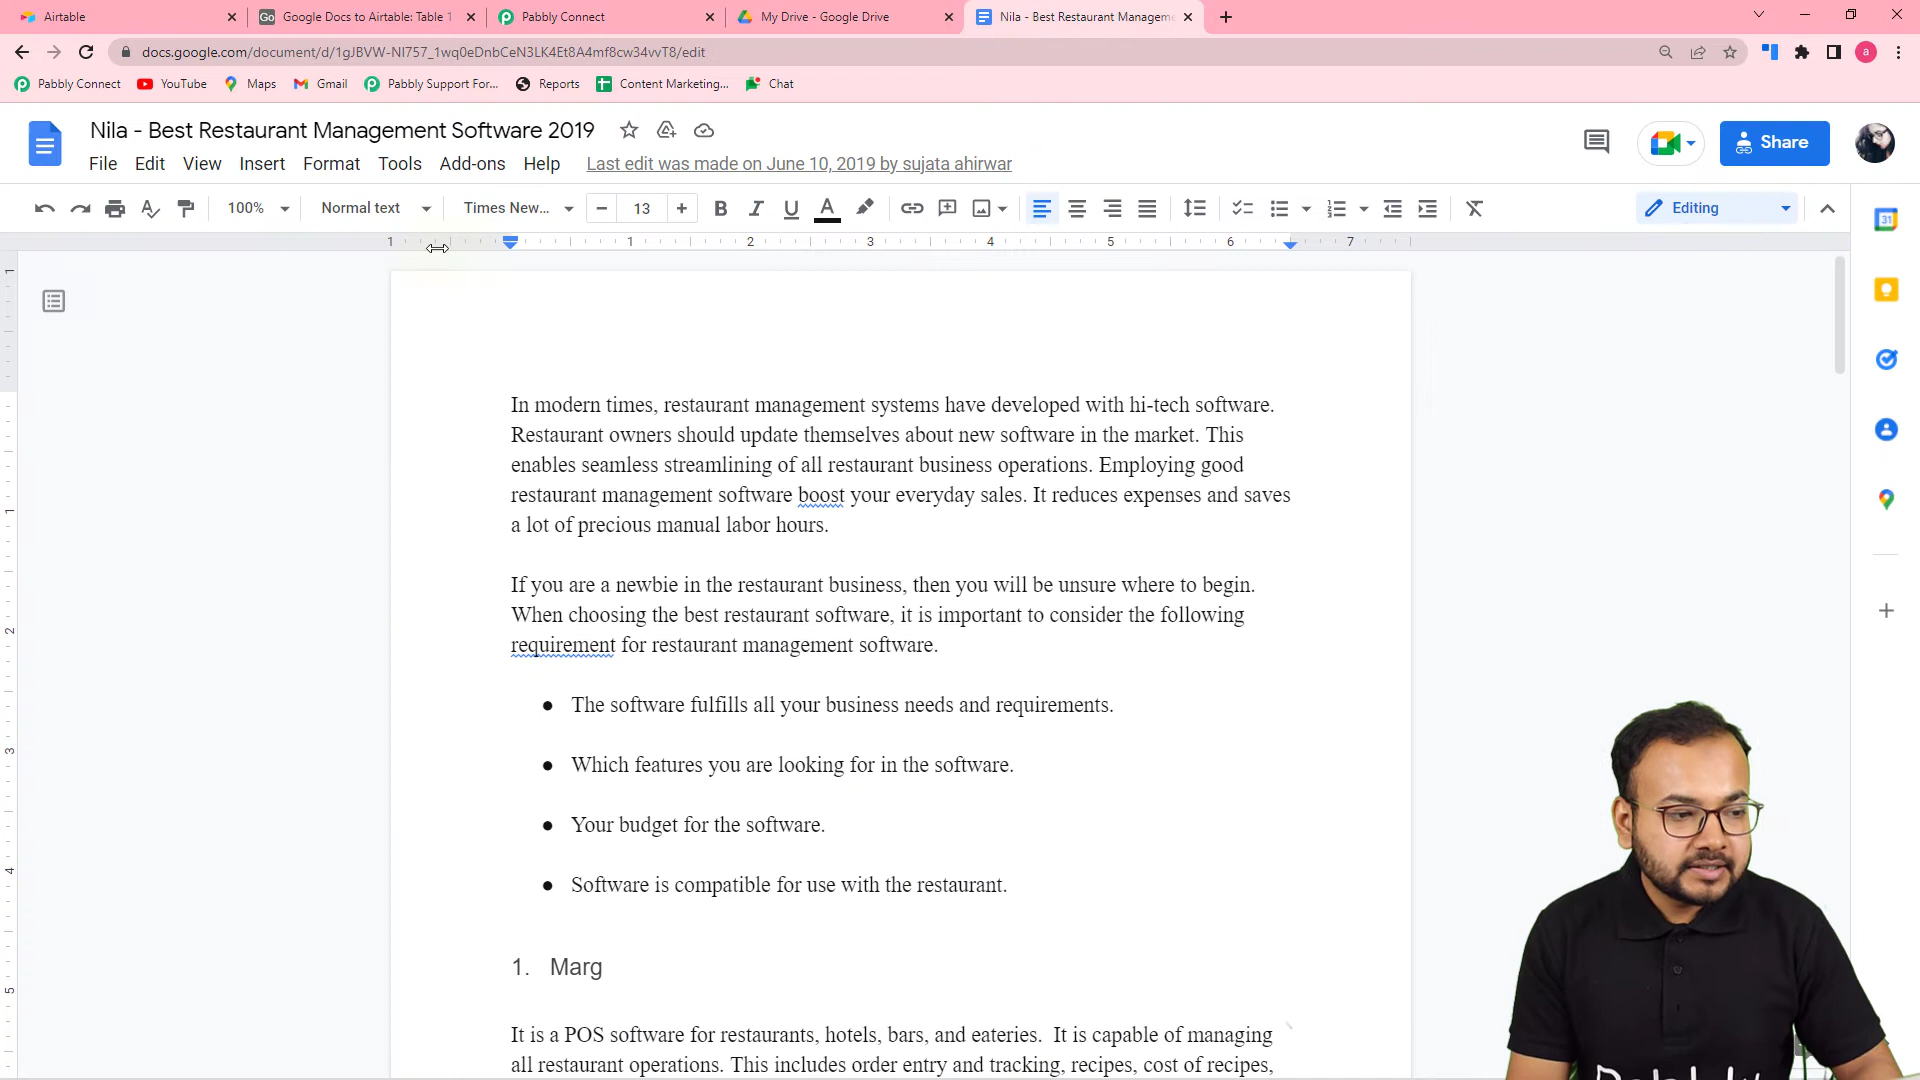 Airtable
Google Docs to Airtable: Table 1
Pabbly Connect
My Drive - Google Drive
Nila - Best Restaurant Managem
docs.google.com/document/d/1gJBVW-NI757_1wq0eDnbCeN3LK4Et8A4mf8cw34vvT8/edit
Pabbly Connect
YouTube
Maps
Gmail
Pabbly Support For...
Reports
Content Marketing...
Chat
Nila - Best Restaurant Management Software 2019
File Edit View Insert Format Tools Add-ons Help Last edit was made on June 10, 2019 by sujata ahirwar
Share
100% Normal text Times New... 13 Editing
1 1 2 3 4 5 6 7
In modern times, restaurant management systems have developed with hi-tech software.
Restaurant owners should update themselves about new software in the market. This
enables seamless streamlining of all restaurant business operations. Employing good
restaurant management software boost your everyday sales. It reduces expenses and saves
a lot of precious manual labor hours.
If you are a newbie in the restaurant business, then you will be unsure where to begin.
When choosing the best restaurant software, it is important to consider the following
requirement for restaurant management software.
● The software fulfills all your business needs and requirements.
● Which features you are looking for in the software.
● Your budget for the software.
● Software is compatible for use with the restaurant.
1. Marg
It is a POS software for restaurants, hotels, bars, and eateries. It is capable of managing
all restaurant operations. This includes order entry and tracking, recipes, cost of recipes,